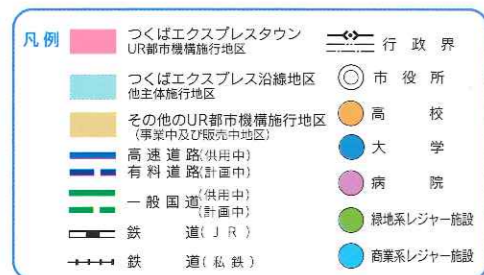 凡例
つくばエクスプレスタウン
UR都市機構施行地区
つくばエクスプレス沿線地区
他主体施行地区
その他のUR都市機構施行地区
(事業中及び販売中地区)
高速道路(供用中)
有料道路(計画中)
一般国道(供用中)
(計画中)
鉄道(JR)
鉄道(私鉄)
行政界
市役所
高校
大学
病院
緑地系レジャー施設
商業系レジャー施設